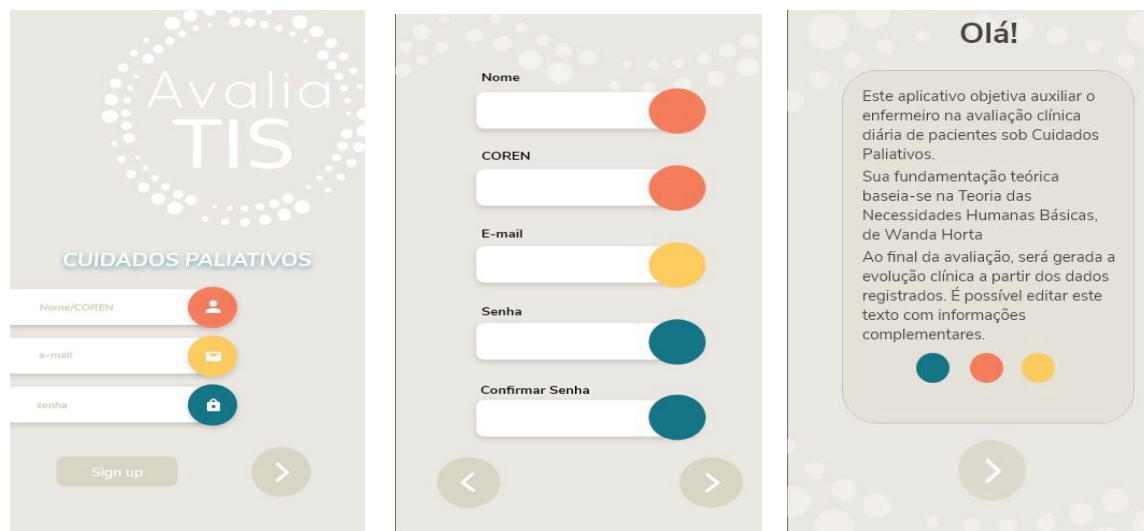 Avalia
TIS
CUIDADOS PALIATIVOS
Nome/COREN
e-mail
senha
Sign up
Nome
COREN
E-mail
Senha
Confirmar Senha
Olá!
Este aplicativo objetiva auxiliar o
enfermeiro na avaliação clínica
diária de pacientes sob Cuidados
Paliativos.
Sua fundamentação teórica
baseia-se na Teoria das
Necessidades Humanas Básicas,
de Wanda Horta
Ao final da avaliação, será gerada a
evolução clínica a partir dos dados
registrados. É possível editar este
texto com informações
complementares.